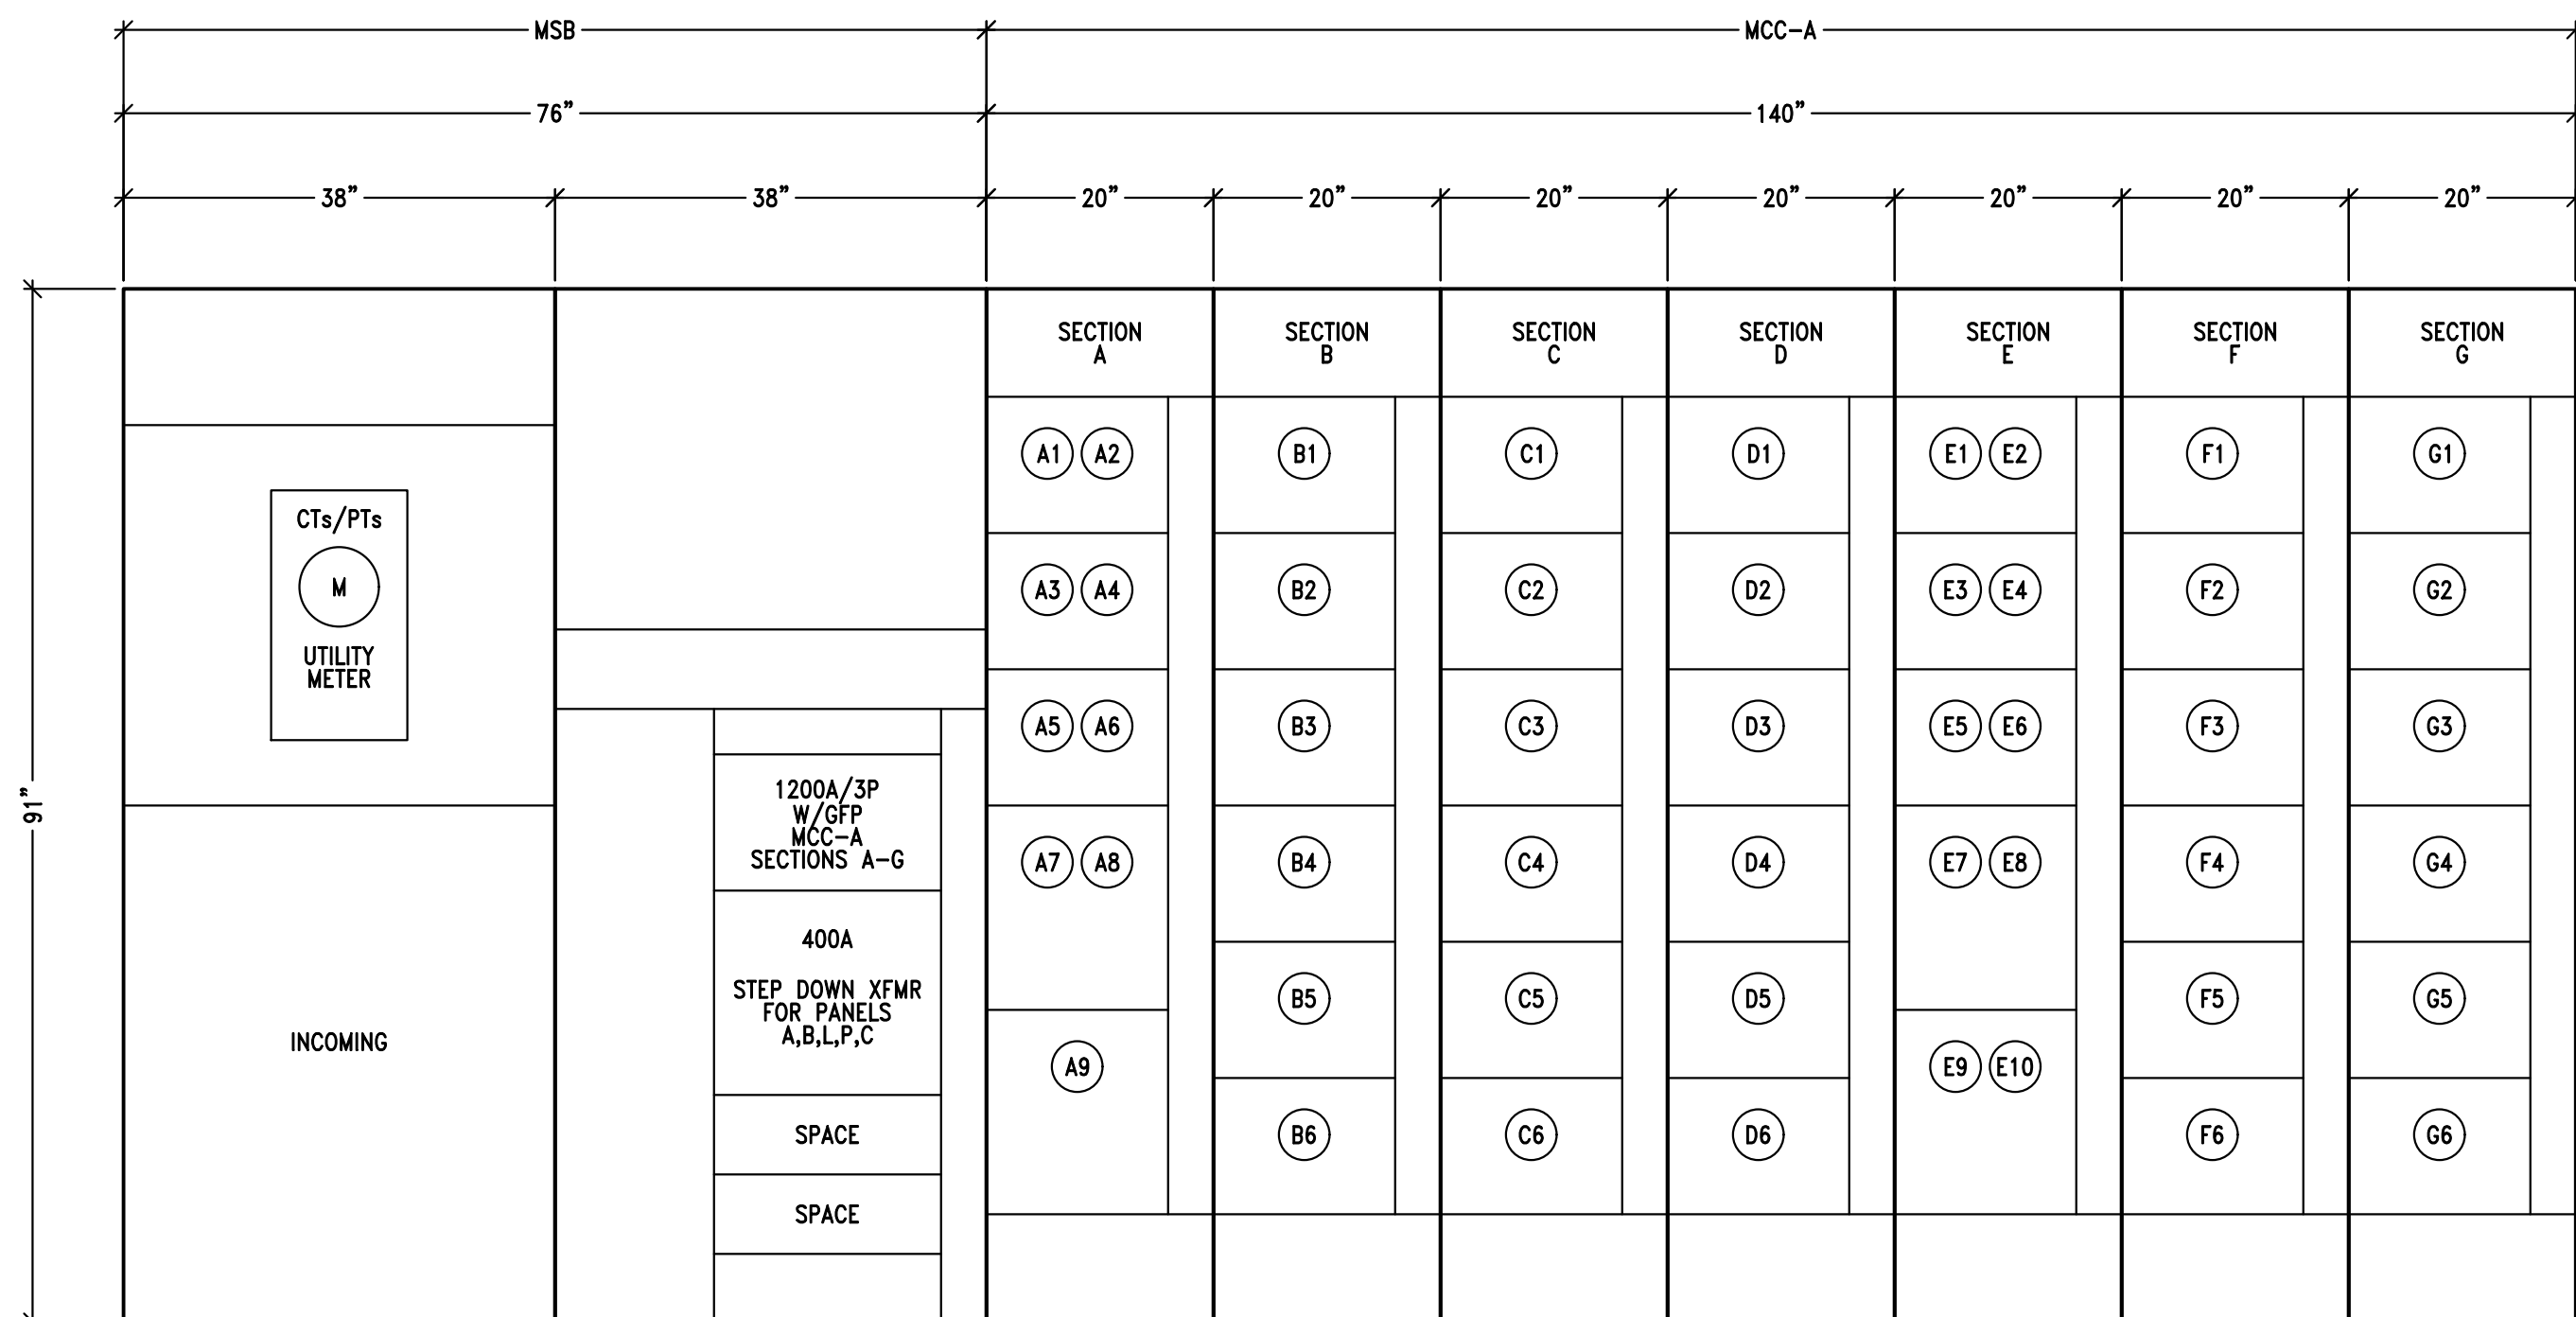 MSB
MCC-A
76”
140”
38”
38”
20”
20”
20”
20”
20”
20”
20”
91”
CTs/PTs
M
UTILITY
METER
INCOMING
1200A/3P
W/GFP
MCC-A
SECTIONS A-G
400A
STEP DOWN XFMR
FOR PANELS
A,B,L,P,C
SPACE
SPACE
SECTION
A
A1 A2
A3 A4
A5 A6
A7 A8
A9
SECTION
B
B1
B2
B3
B4
B5
B6
SECTION
C
C1
C2
C3
C4
C5
C6
SECTION
D
D1
D2
D3
D4
D5
D6
SECTION
E
E1 E2
E3 E4
E5 E6
E7 E8
E9 E10
SECTION
F
F1
F2
F3
F4
F5
F6
SECTION
G
G1
G2
G3
G4
G5
G6